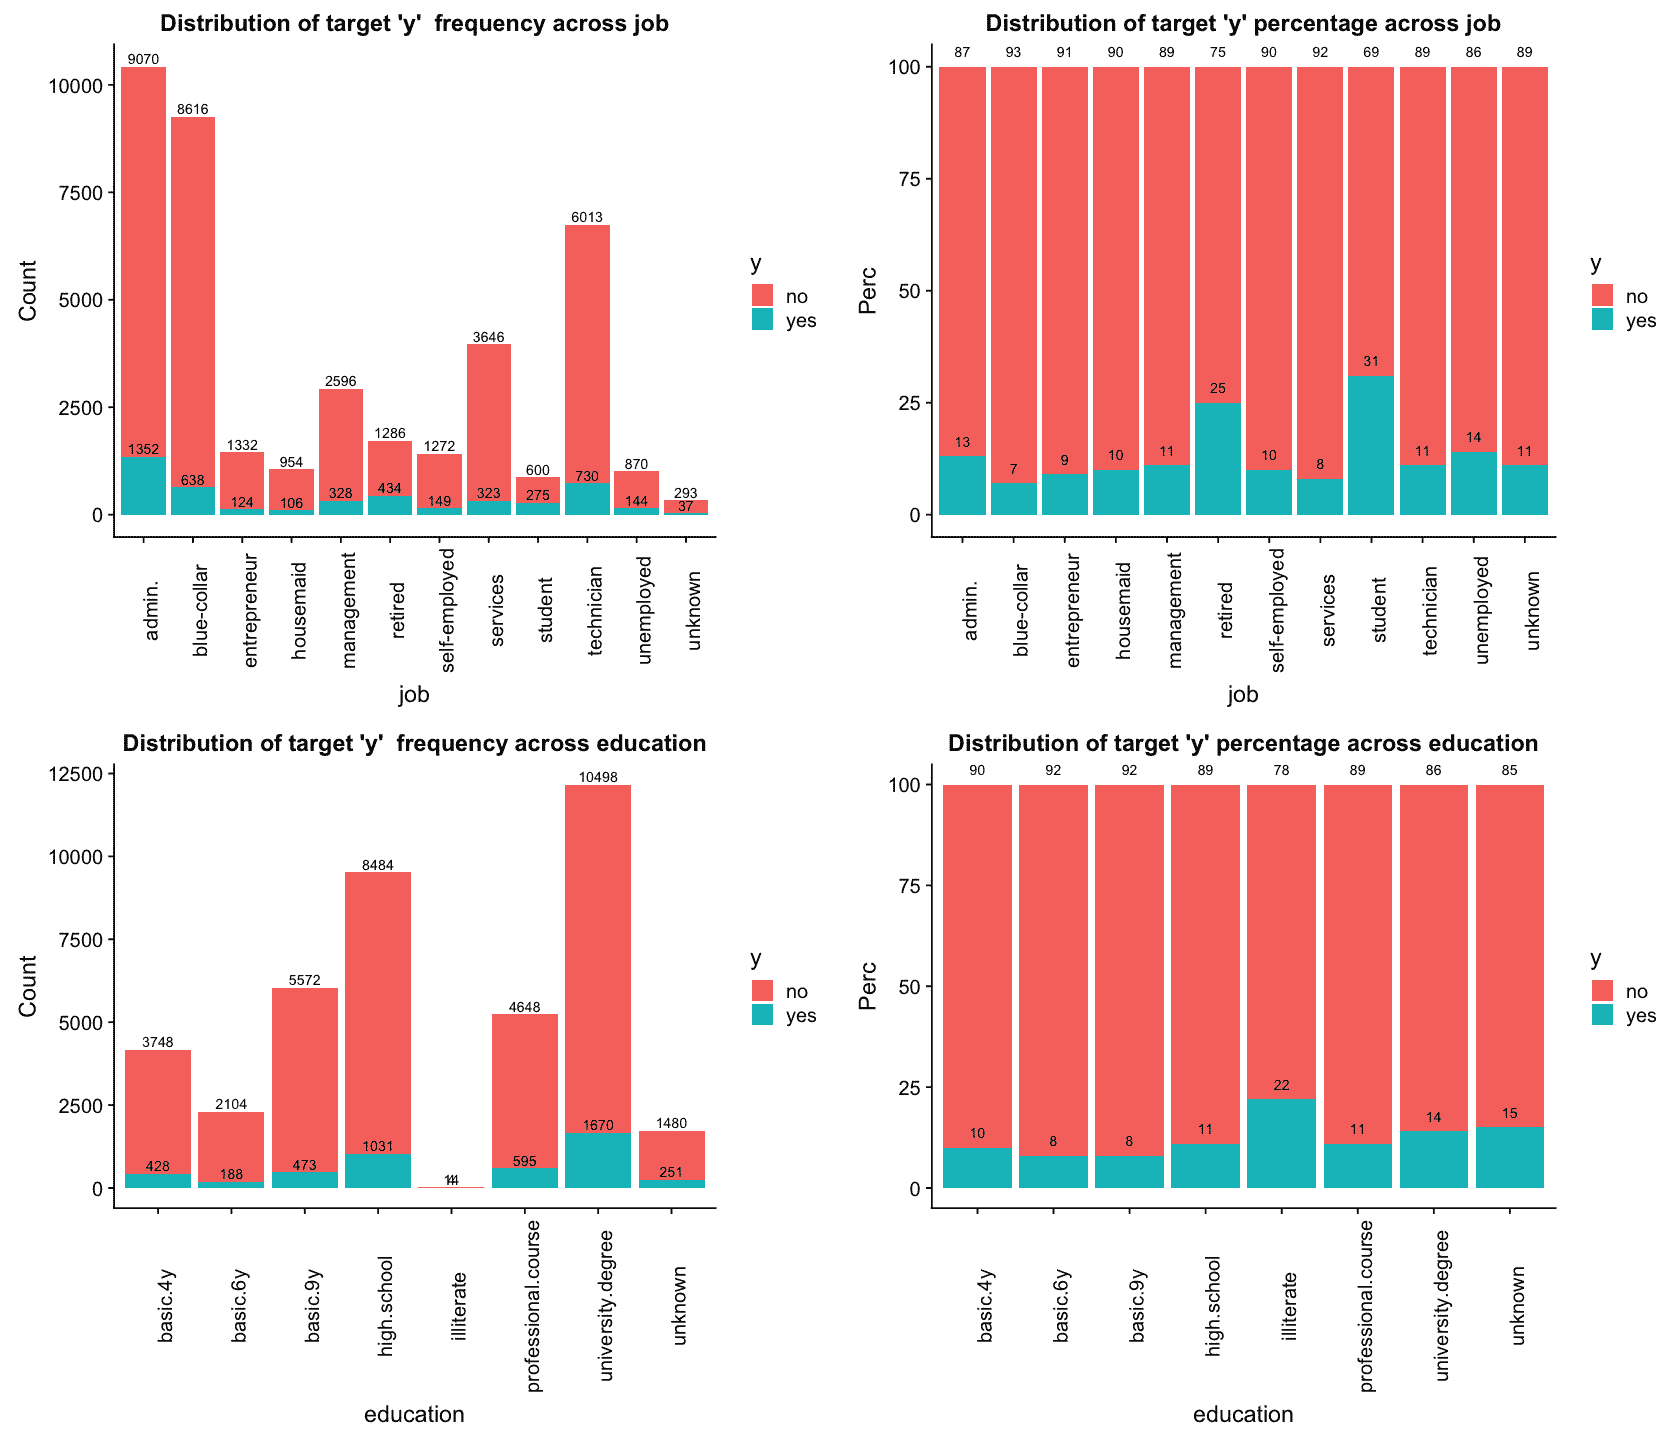 Distribution of target 'y'  frequency across job
Count
10000
7500
5000
2500
0
9070
8616
1332
954
2596
1286
1272
3646
600
6013
870
293
1352
638
124
106
328
434
149
323
275
730
144
37
admin.
blue-collar
entrepreneur
housemaid
management
retired
self-employed
services
student
technician
unemployed
unknown
job
y
no
yes
Distribution of target 'y' percentage across job
Perc
100
75
50
25
0
87
93
91
90
89
75
90
92
69
89
86
89
13
7
9
10
11
25
10
8
31
11
14
11
admin.
blue-collar
entrepreneur
housemaid
management
retired
self-employed
services
student
technician
unemployed
unknown
job
y
no
yes
Distribution of target 'y'  frequency across education
Count
12500
10000
7500
5000
2500
0
3748
2104
5572
8484
4648
10498
1480
428
188
473
1031
14
4
595
1670
251
basic.4y
basic.6y
basic.9y
high.school
illiterate
professional.course
university.degree
unknown
education
y
no
yes
Distribution of target 'y' percentage across education
Perc
100
75
50
25
0
90
92
92
89
78
89
86
85
10
8
8
11
22
11
14
15
basic.4y
basic.6y
basic.9y
high.school
illiterate
professional.course
university.degree
unknown
education
y
no
yes